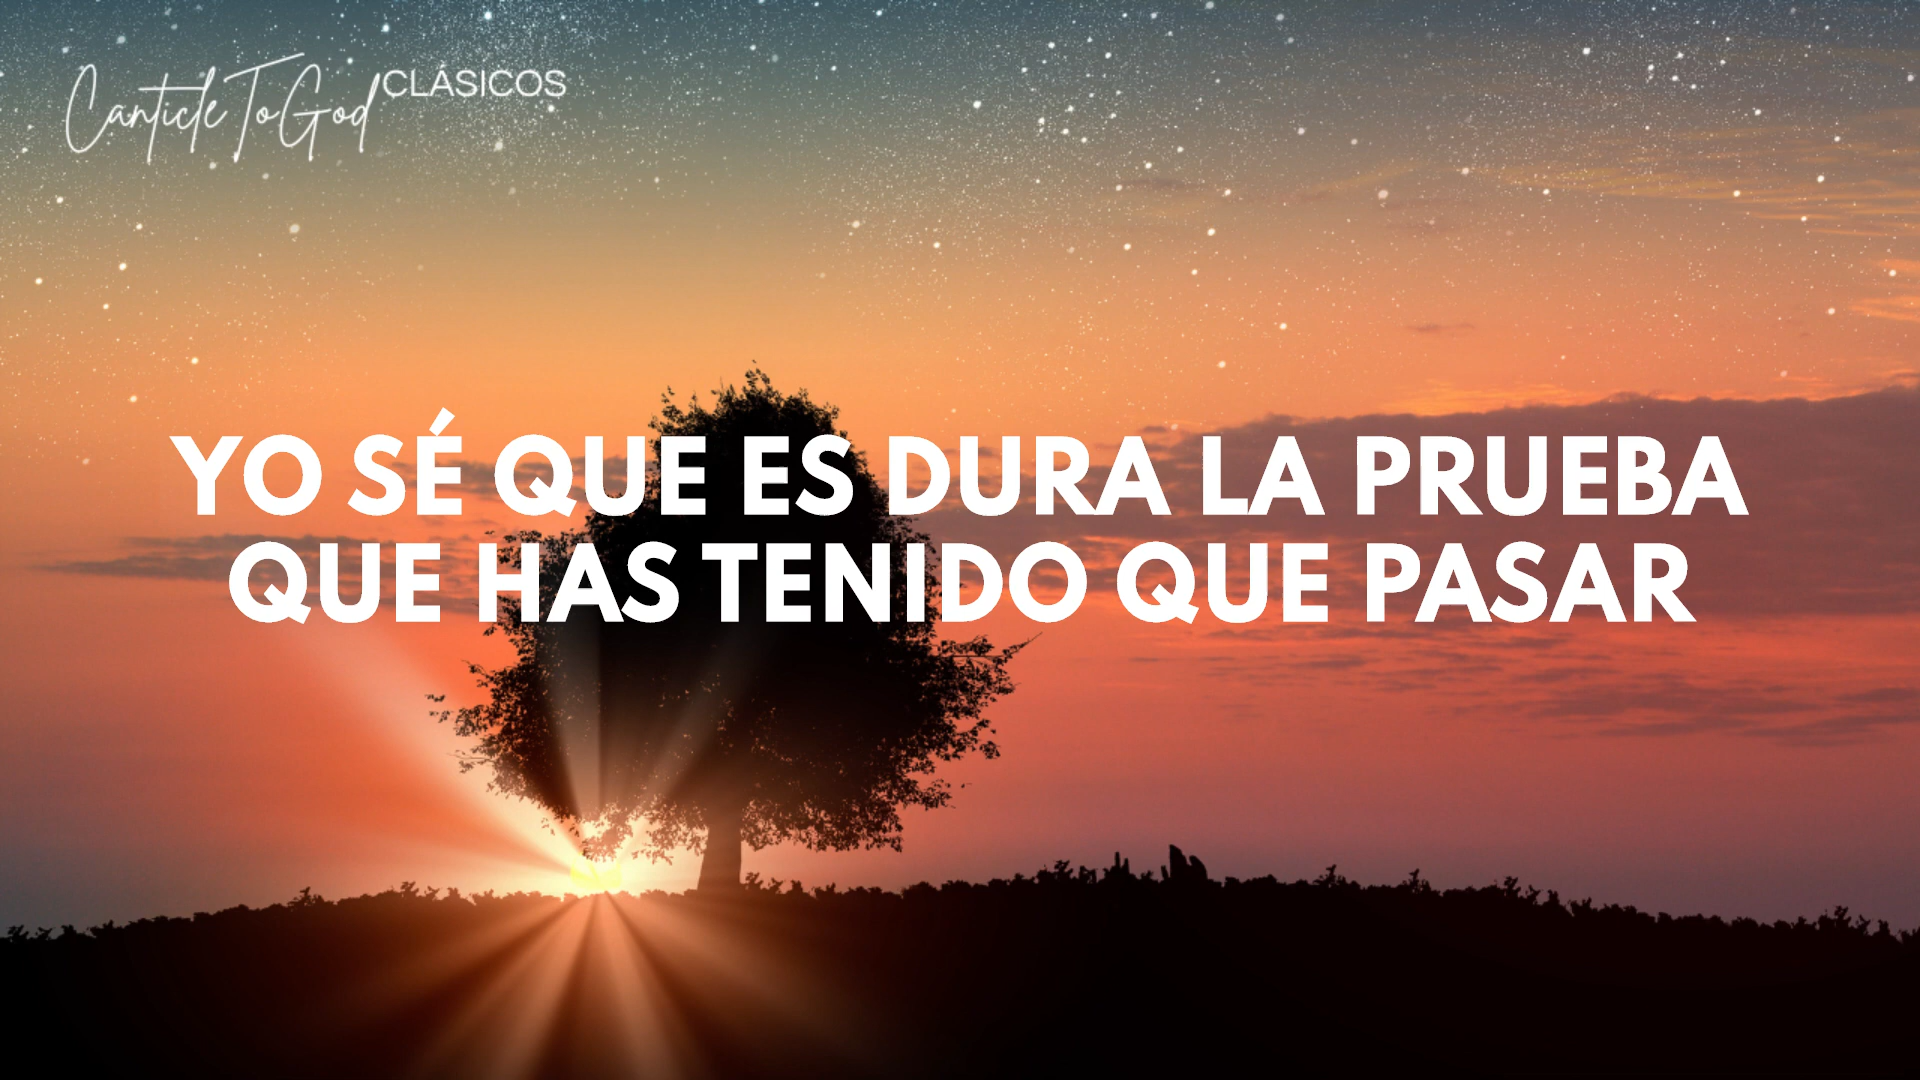 CanticleToGod CLÁSICOS
YO SÉ QUE ES DURA LA PRUEBA
QUE HAS TENIDO QUE PASAR